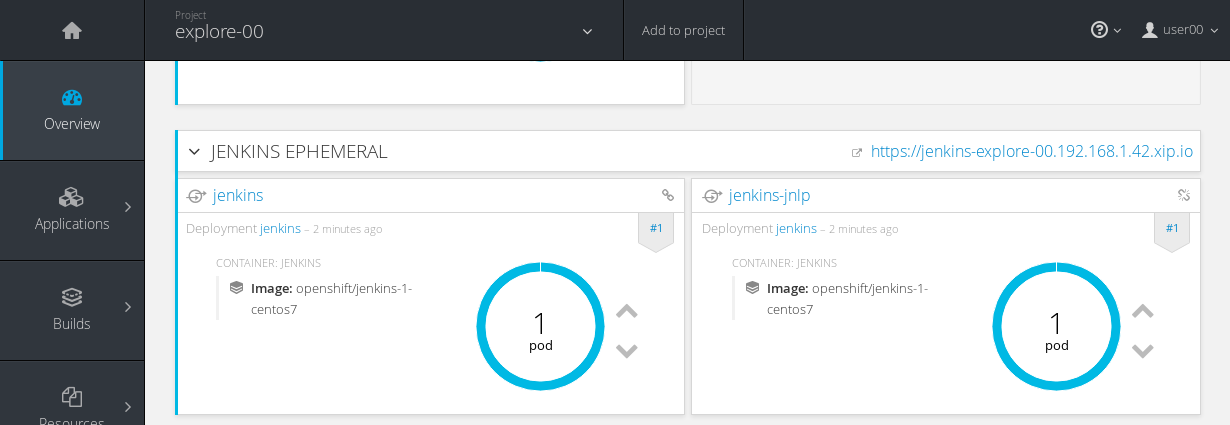 Project
explore-00
Add to project
user00
Overview
Applications
Builds
Resources
JENKINS EPHEMERAL
https://jenkins-explore-00.192.168.1.42.xip.io
jenkins
Deployment jenkins – 2 minutes ago
#1
CONTAINER: JENKINS
Image: openshift/jenkins-1-
centos7
1
pod
jenkins-jnlp
Deployment jenkins – 2 minutes ago
#1
CONTAINER: JENKINS
Image: openshift/jenkins-1-
centos7
1
pod